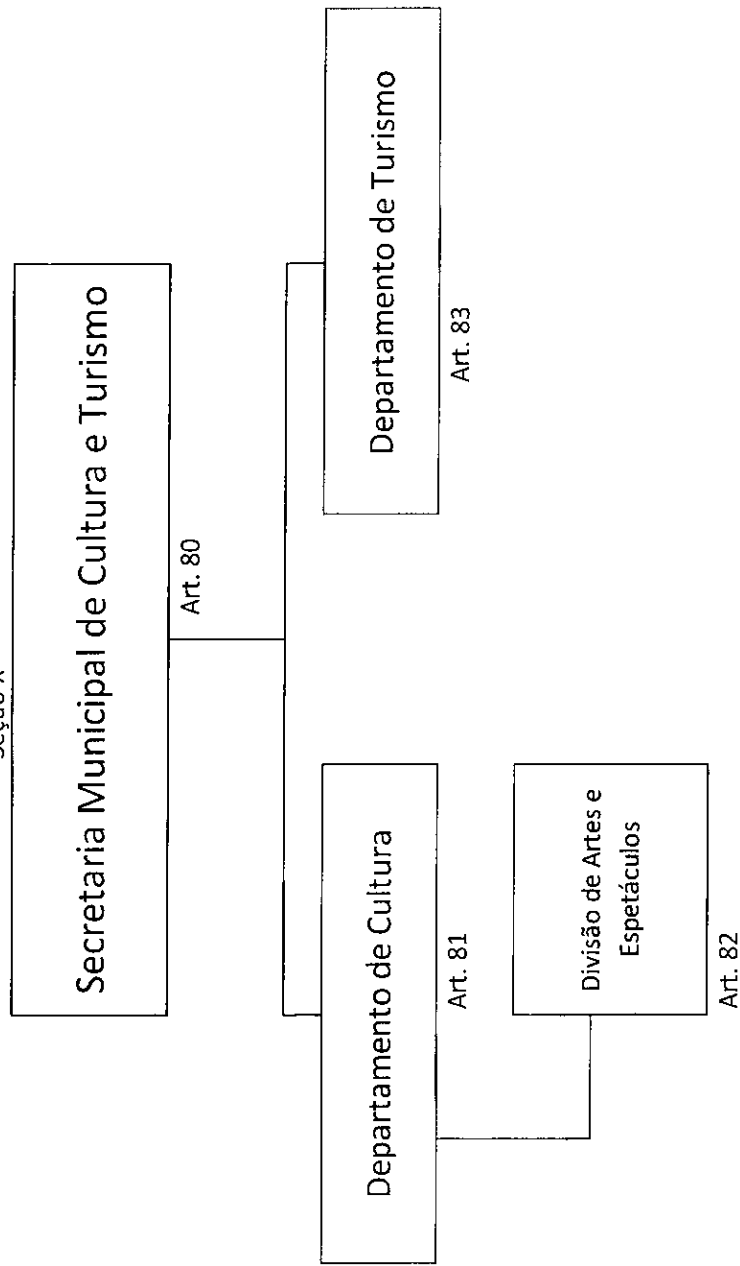 Seção X
Secretaria Municipal de Cultura e Turismo
Art. 80
Departamento de Cultura
Art. 81
Divisão de Artes e
Espetáculos
Art. 82
Departamento de Turismo
Art. 83